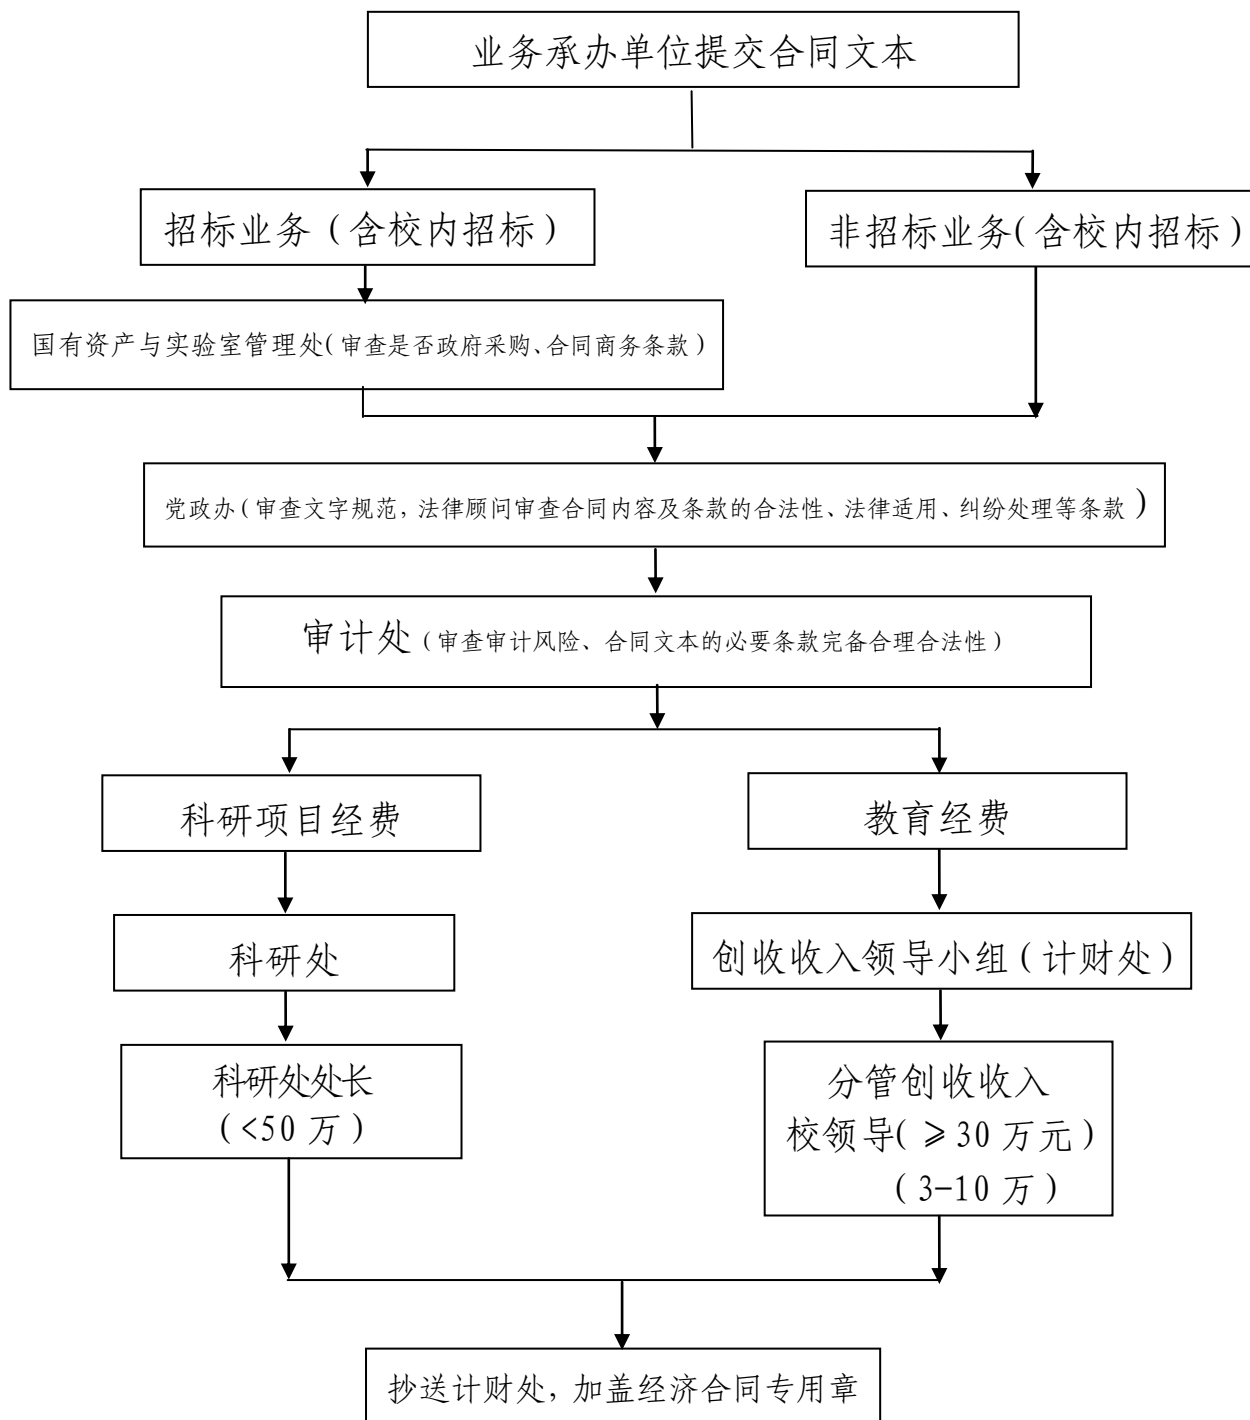 业务承办单位提交合同文本
招标业务（含校内招标）
非招标业务(含校内招标）
国有资产与实验室管理处(审查是否政府采购、合同商务条款）
党政办(审查文字规范,法律顾问审查合同内容及条款的合法性、法律适用、纠纷处理等条款）
审计处（审查审计风险、合同文本的必要条款完备合理合法性）
科研项目经费
教育经费
科研处
创收收入领导小组（计财处）
科研处处长
（<50 万）
分管创收收入
校领导(≥30 万元）
（3-10 万）
抄送计财处,加盖经济合同专用章